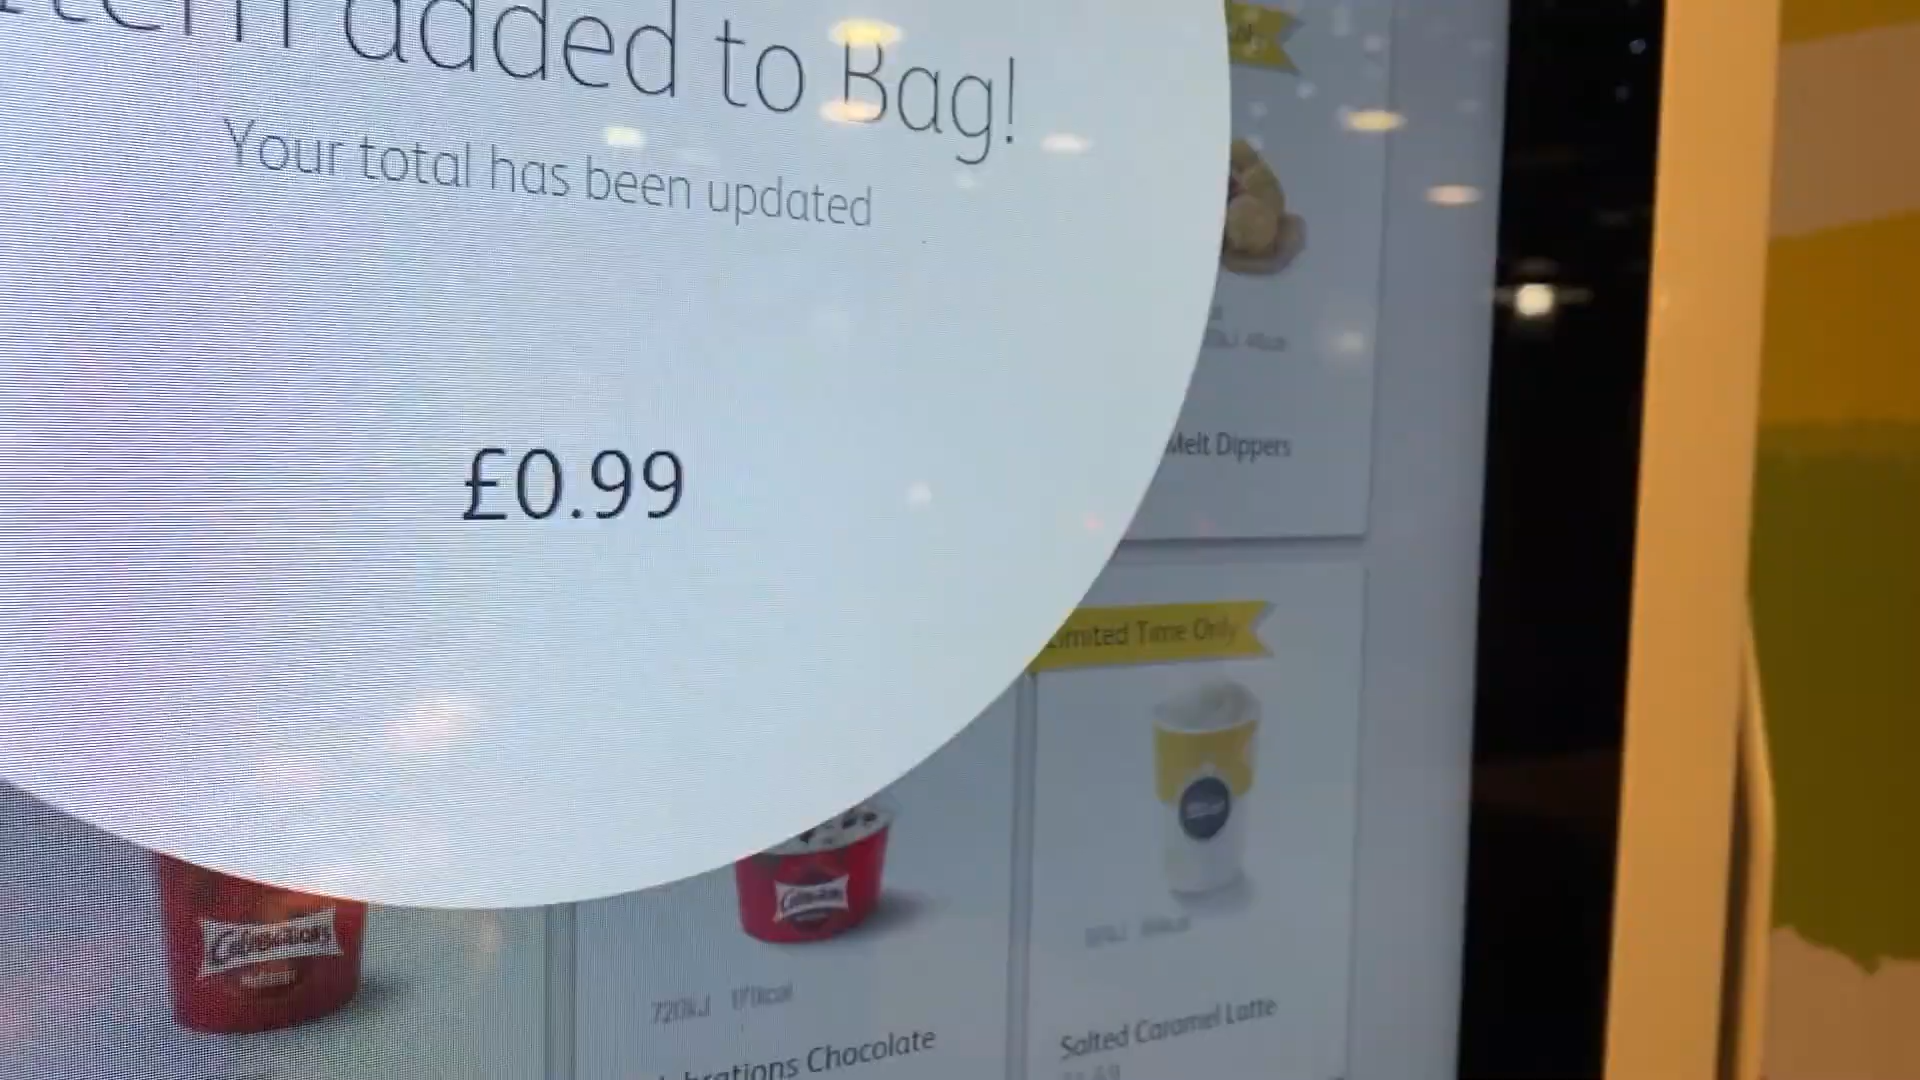 added to Bag!
Your total has been updated
£0.99
Melt Dippers
Limited Time Only
Celebrations
720kJ 171kcal
Chocolate
Salted Caramel Latte